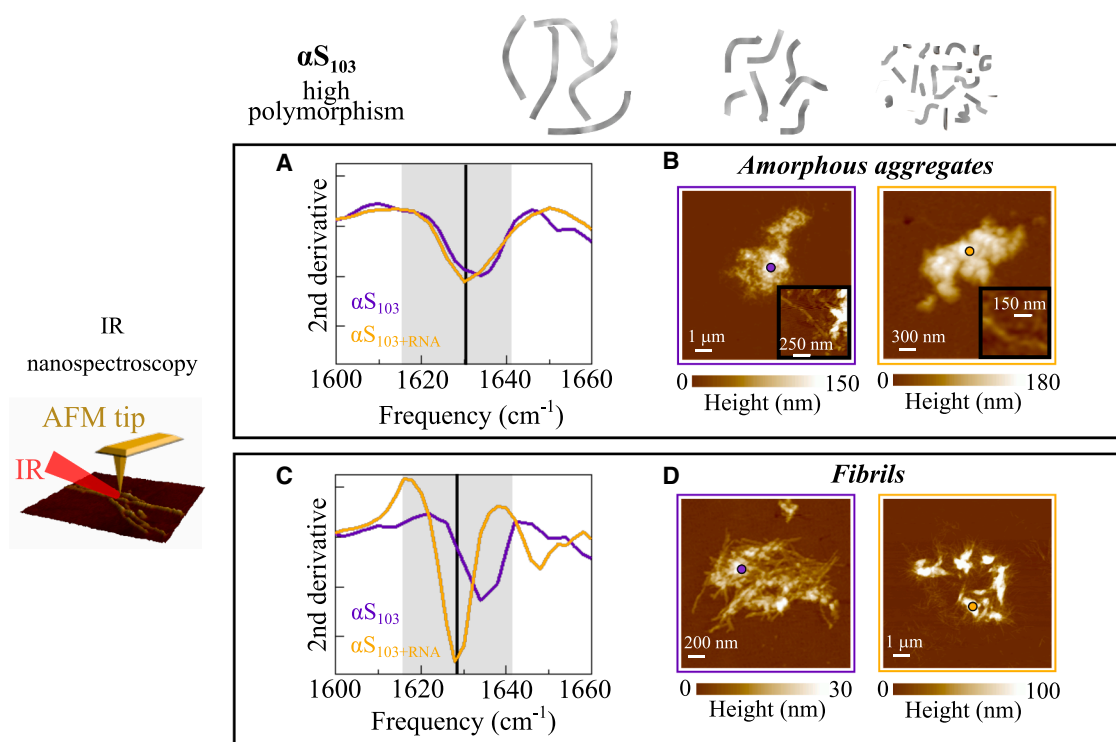 αS₁₀₃
high
polymorphism
IR
nanospectroscopy
AFM tip
IR
A
2nd derivative
αS₁₀₃
αS₁₀₃₊RNA
1600 1620 1640 1660
Frequency (cm⁻¹)
B
Amorphous aggregates
1 μm
250 nm
0 150
Height (nm)
150 nm
300 nm
0 180
Height (nm)
C
2nd derivative
αS₁₀₃
αS₁₀₃₊RNA
1600 1620 1640 1660
Frequency (cm⁻¹)
D
Fibrils
200 nm
0 30
Height (nm)
1 μm
0 100
Height (nm)